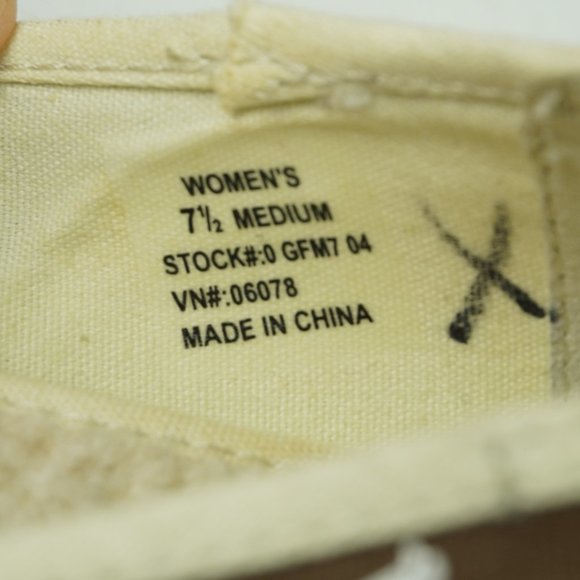 WOMEN'S
7½ MEDIUM
STOCK#:0 GFM7 04
VN#:06078
MADE IN CHINA
X